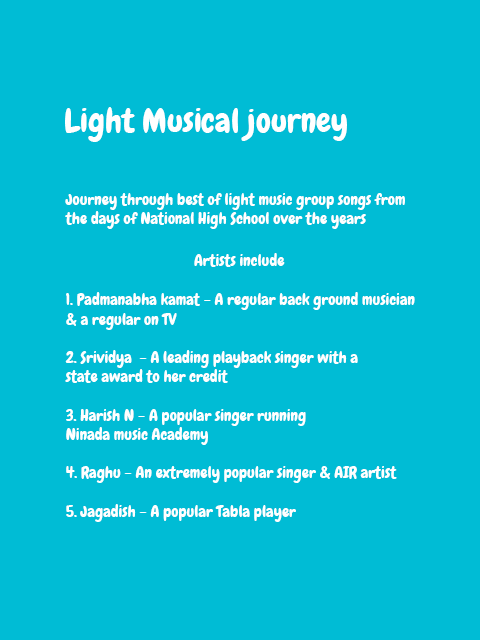 Light Musical journey
Journey through best of light music group songs from
the days of National High School over the years
Artists include
1. Padmanabha kamat – A regular back ground musician
& a regular on TV
2. Srividya – A leading playback singer with a
state award to her credit
3. Harish N – A popular singer running
Ninada music Academy
4. Raghu – An extremely popular singer & AIR artist
5. Jagadish – A popular Tabla player